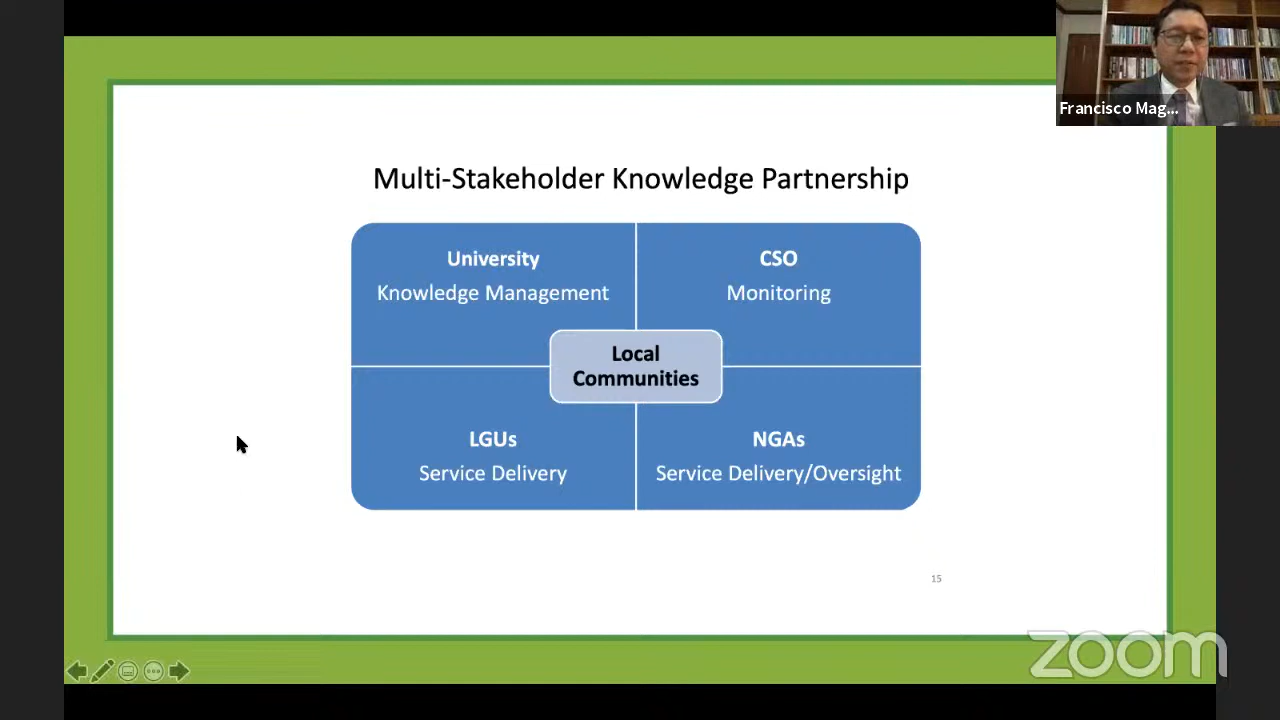 Francisco Mag...
Multi-Stakeholder Knowledge Partnership
University
Knowledge Management
CSO
Monitoring
Local
Communities
LGUs
Service Delivery
NGAs
Service Delivery/Oversight
15
zoom